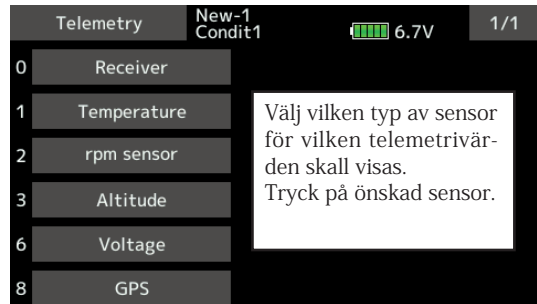 Telemetry
New-1
Condit1
6.7V
1/1
0 Receiver
1 Temperature
2 rpm sensor
3 Altitude
6 Voltage
8 GPS
Välj vilken typ av sensor
för vilken telemetrivär-
den skall visas.
Tryck på önskad sensor.